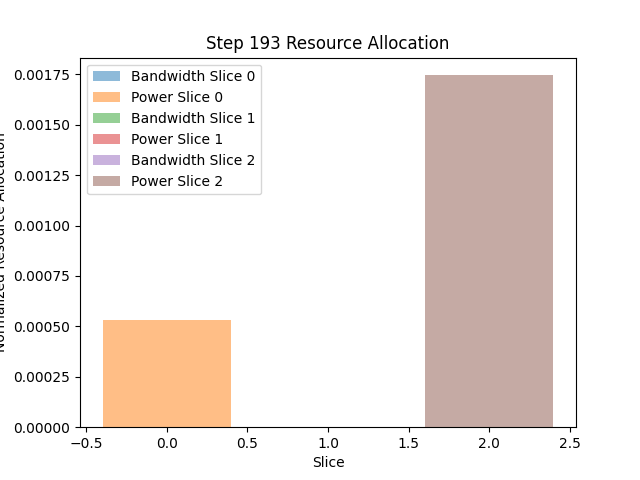 Step 193 Resource Allocation
Bandwidth Slice 0
Power Slice 0
Bandwidth Slice 1
Power Slice 1
Bandwidth Slice 2
Power Slice 2
Normalized Resource Allocation
0.00175
0.00150
0.00125
0.00100
0.00075
0.00050
0.00025
0.00000
−0.5
0.0
0.5
1.0
1.5
2.0
2.5
Slice